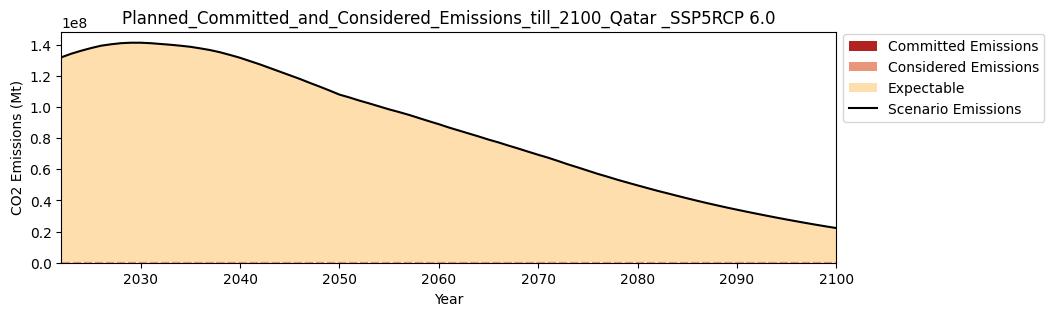 Planned_Committed_and_Considered_Emissions_till_2100_Qatar _SSP5RCP 6.0
1e8
1.4
1.2
1.0
0.8
0.6
0.4
0.2
0.0
CO2 Emissions (Mt)
2030 2040 2050 2060 2070 2080 2090 2100
Year
Committed Emissions
Considered Emissions
Expectable
Scenario Emissions